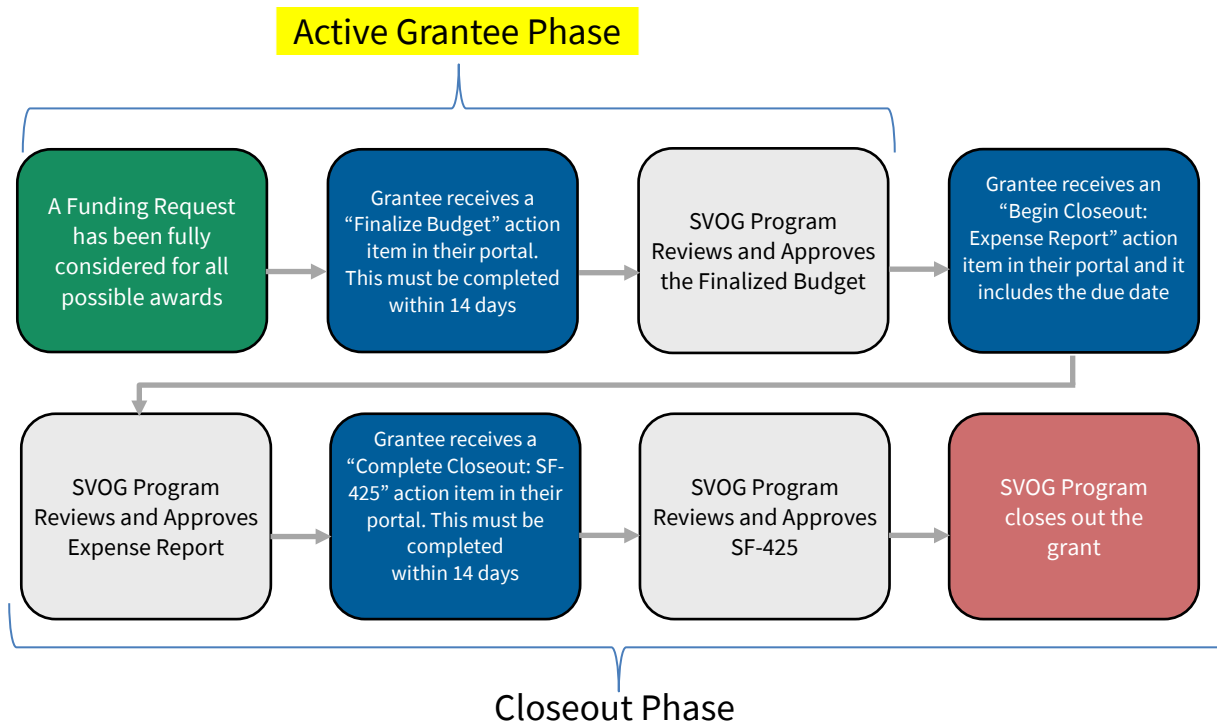 Active Grantee Phase
A Funding Request
has been fully
considered for all
possible awards
Grantee receives a
“Finalize Budget” action
item in their portal.
This must be completed
within 14 days
SVOG Program
Reviews and Approves
the Finalized Budget
Grantee receives an
“Begin Closeout:
Expense Report” action
item in their portal and it
includes the due date
SVOG Program
Reviews and Approves
Expense Report
Grantee receives a
“Complete Closeout: SF-
425” action item in their
portal. This must be
completed
within 14 days
SVOG Program
Reviews and Approves
SF-425
SVOG Program
closes out the
grant
Closeout Phase